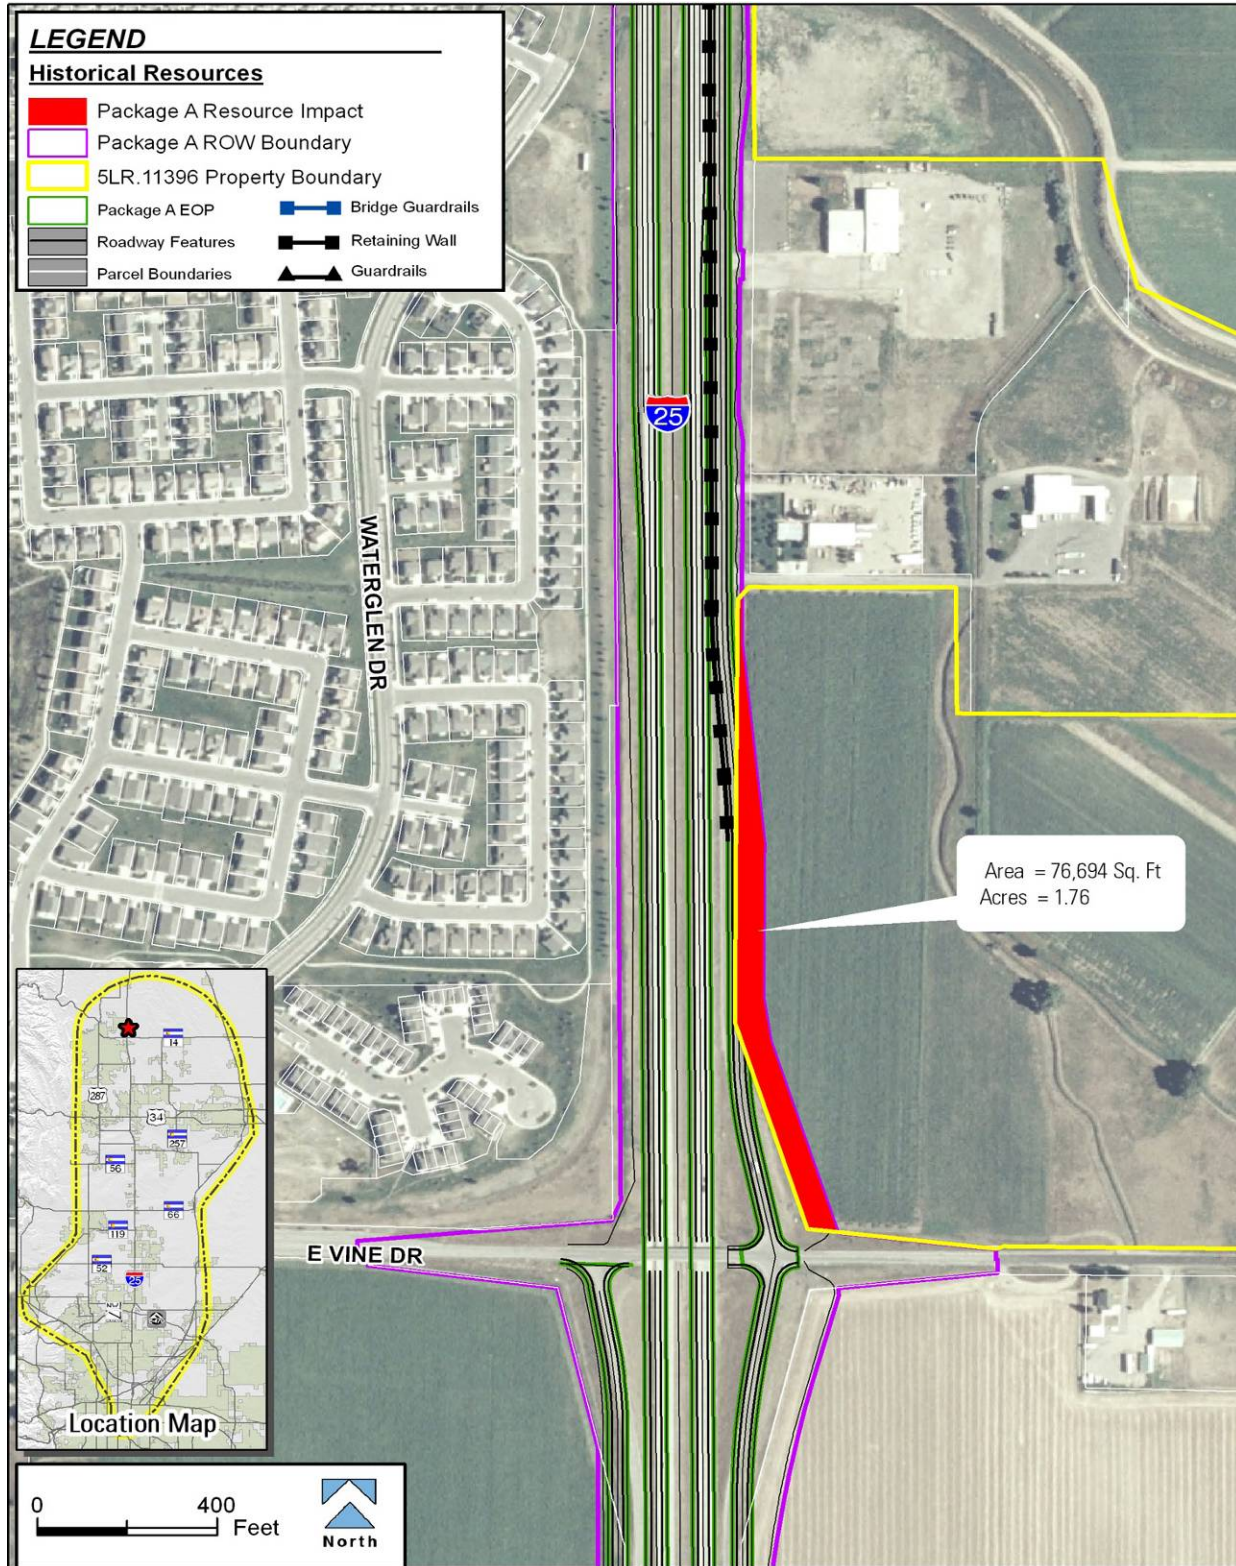 LEGEND
Historical Resources
Package A Resource Impact
Package A ROW Boundary
5LR.11396 Property Boundary
Package A EOP
Bridge Guardrails
Roadway Features
Retaining Wall
Parcel Boundaries
Guardrails
25
WATERGLEN DR
Area = 76,694 Sq. Ft
Acres = 1.76
E VINE DR
14
287
34
257
56
66
119
52
25
Location Map
0 400
Feet
North